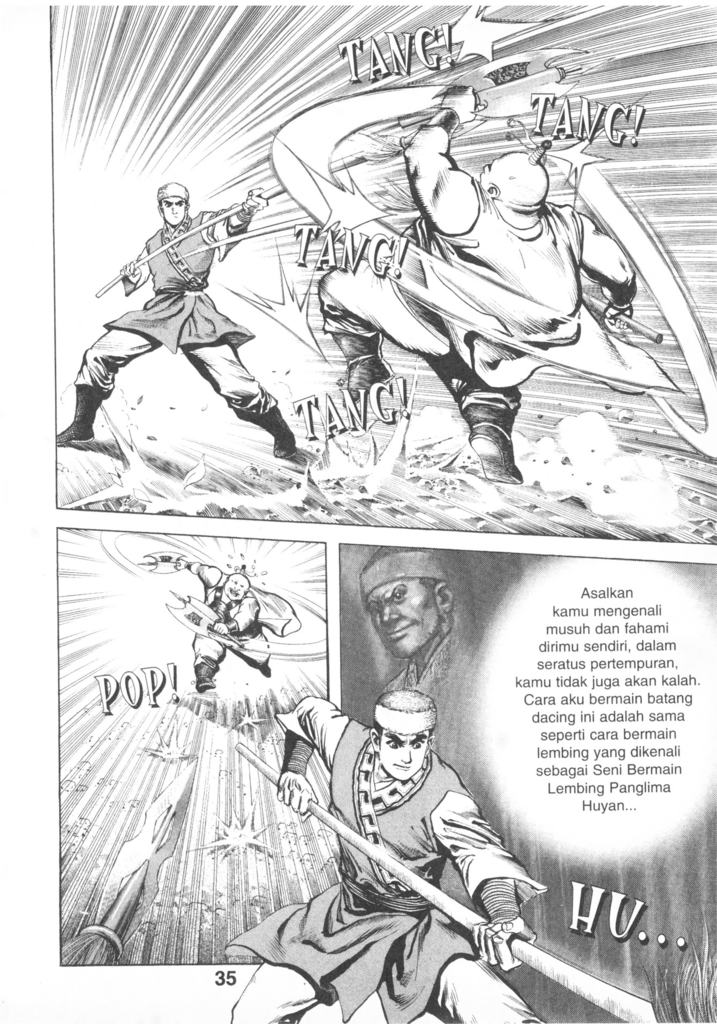 TANG!
TANG!
TANG!
TANG!
POP!
Asalkan
kamu mengenali
musuh dan fahami
dirimu sendiri, dalam
seratus pertempuran,
kamu tidak juga akan kalah.
Cara aku bermain batang
dacing ini adalah sama
seperti cara bermain
lembing yang dikenali
sebagai Seni Bermain
Lembing Panglima
Huyan...
HU...
35